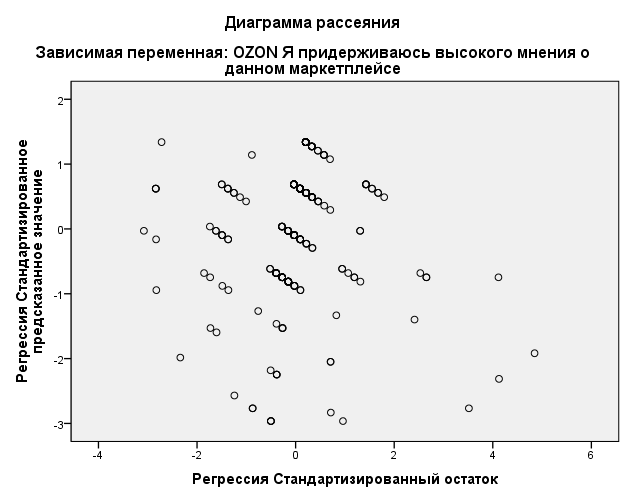 Диаграмма рассеяния
Зависимая переменная: OZON Я придерживаюсь высокого мнения о
данном маркетплейсе
Регрессия Стандартизированное
предсказанное значение
2
1
0
-1
-2
-3
-4
-2
0
2
4
6
Регрессия Стандартизированный остаток